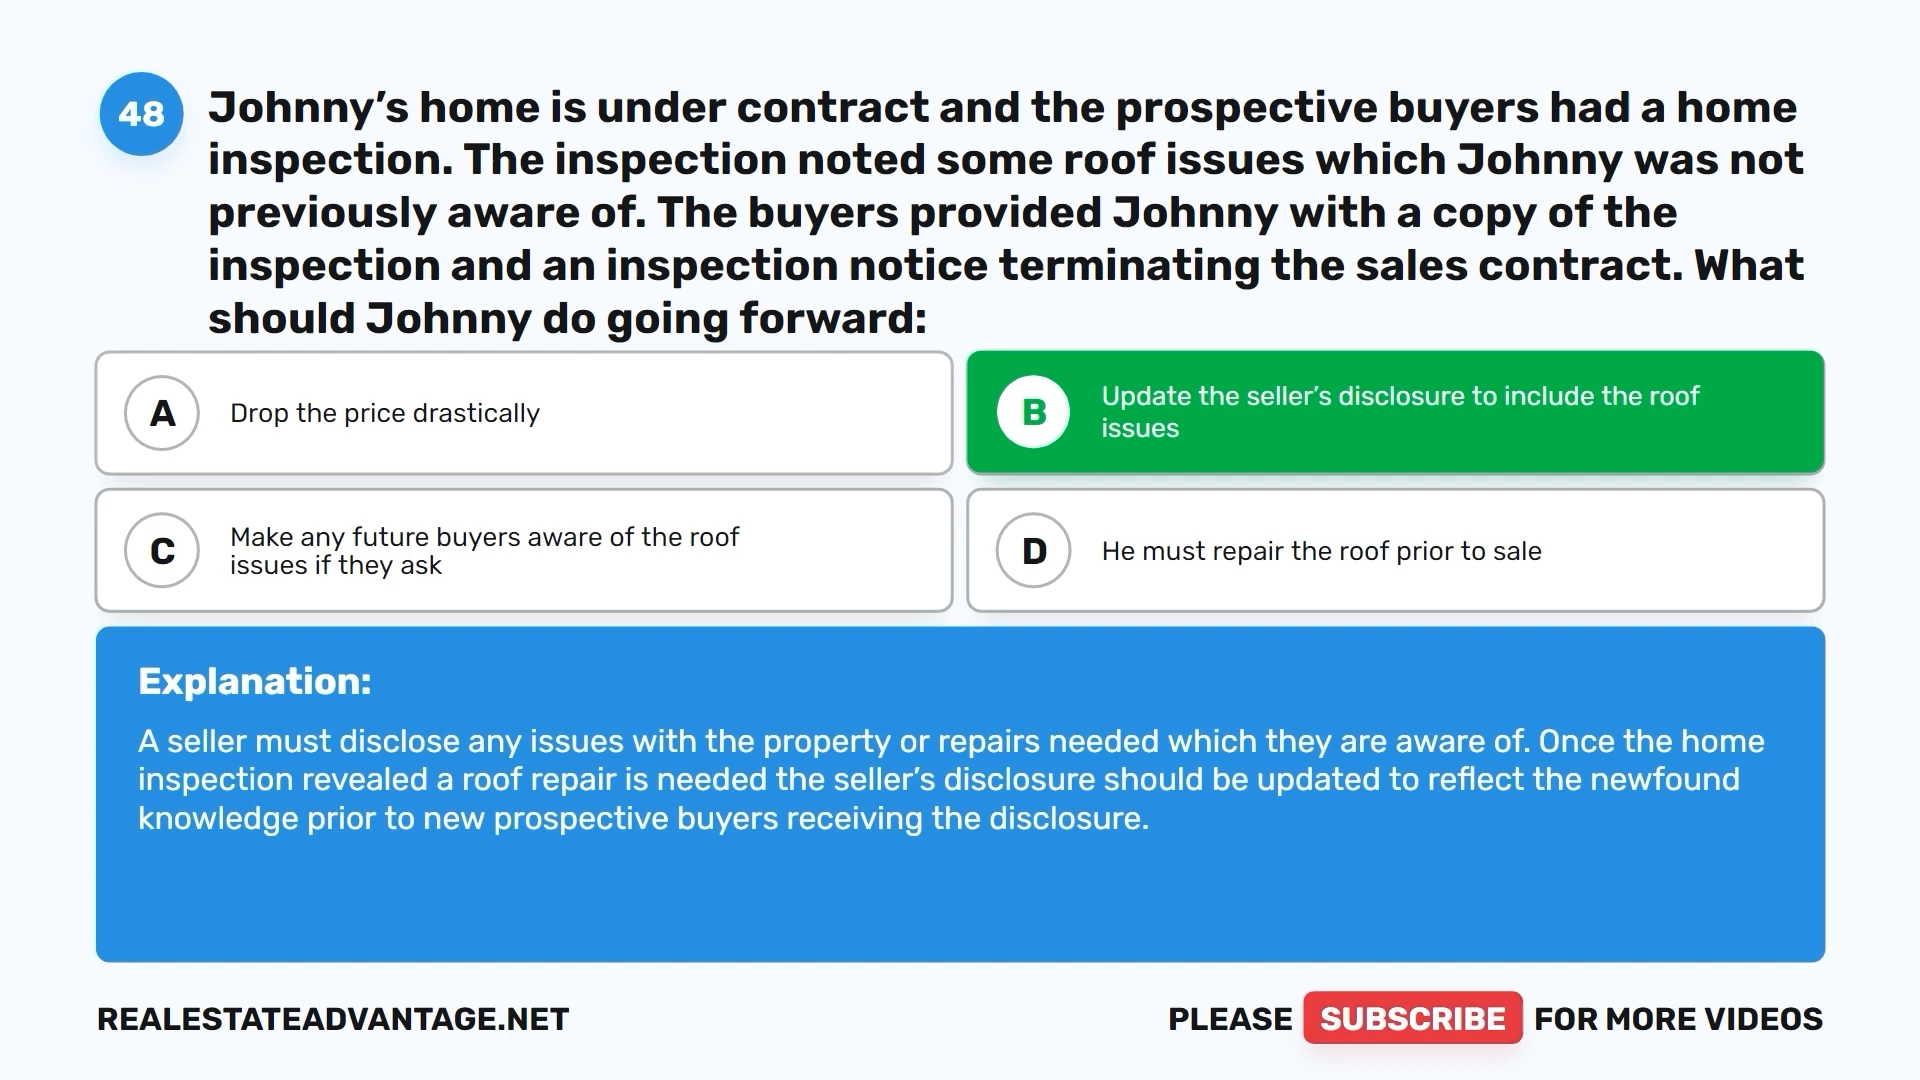 48
Johnny’s home is under contract and the prospective buyers had a home
inspection. The inspection noted some roof issues which Johnny was not
previously aware of. The buyers provided Johnny with a copy of the
inspection and an inspection notice terminating the sales contract. What
should Johnny do going forward:
A
Drop the price drastically
B
Update the seller’s disclosure to include the roof
issues
C
Make any future buyers aware of the roof
issues if they ask
D
He must repair the roof prior to sale
Explanation:
A seller must disclose any issues with the property or repairs needed which they are aware of. Once the home
inspection revealed a roof repair is needed the seller’s disclosure should be updated to reflect the newfound
knowledge prior to new prospective buyers receiving the disclosure.
REALESTATEADVANTAGE.NET
PLEASE SUBSCRIBE FOR MORE VIDEOS